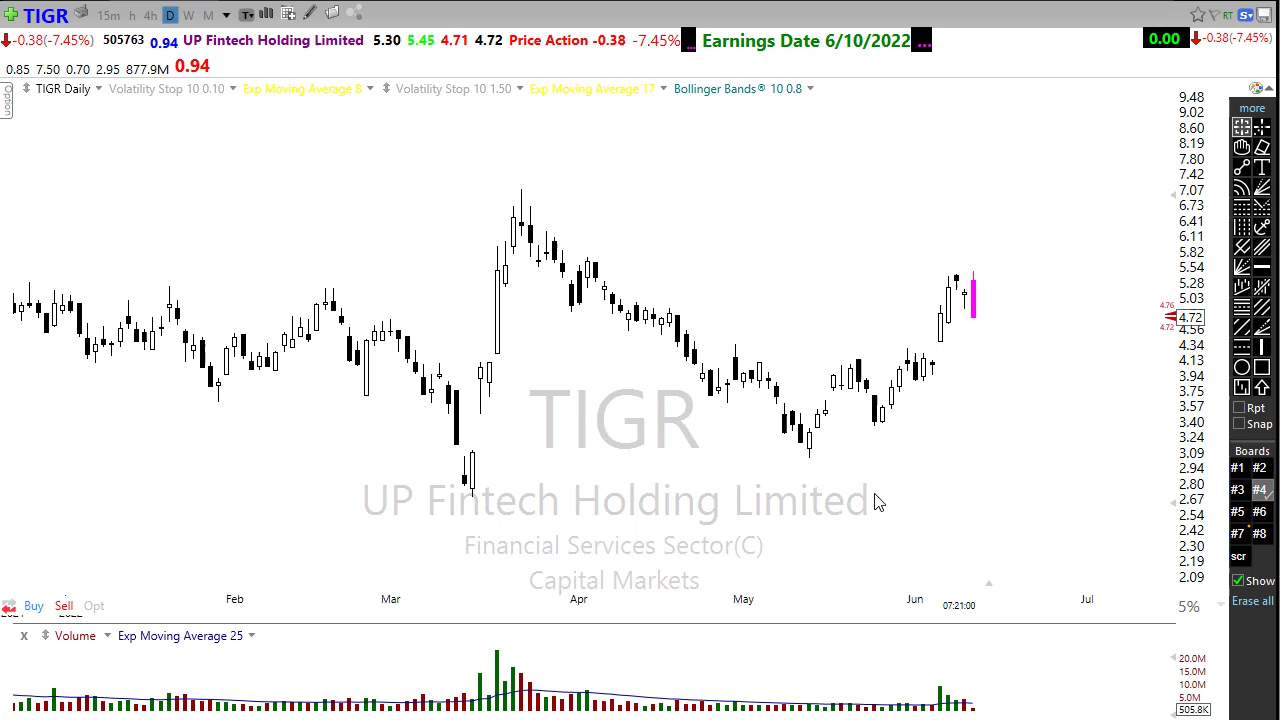 TIGR 15m h 4h D W M T RT S
-0.38(-7.45%) 505763 0.94 UP Fintech Holding Limited 5.30 5.45 4.71 4.72 Price Action -0.38 -7.45% ... Earnings Date 6/10/2022 ... 0.00 -0.38(-7.45%)
0.85 7.50 0.70 2.95 877.9M 0.94
Option TIGR Daily Volatility Stop 10 0.10 Exp Moving Average 8 Volatility Stop 10 1.50 Exp Moving Average 17 Bollinger Bands® 10 0.8
9.48
9.02
8.60
8.19
7.80
7.42
7.07
6.73
6.41
6.11
5.82
5.54
5.28
5.03
4.76
4.72
4.72
4.56
4.34
4.13
3.94
3.75
3.57
3.40
3.24
3.09
2.94
2.80
2.67
2.54
2.42
2.30
2.19
2.09
more
T
Rpt
Snap
Boards
#1 #2
#3 #4
#5 #6
#7 #8
scr
Show
Erase all
TIGR
UP Fintech Holding Limited
Financial Services Sector(C)
Capital Markets
Buy Sell Opt
Feb Mar Apr May Jun Jul
07:21:00
5%
X Volume Exp Moving Average 25
20.0M
15.0M
10.0M
5.0M
505.8K